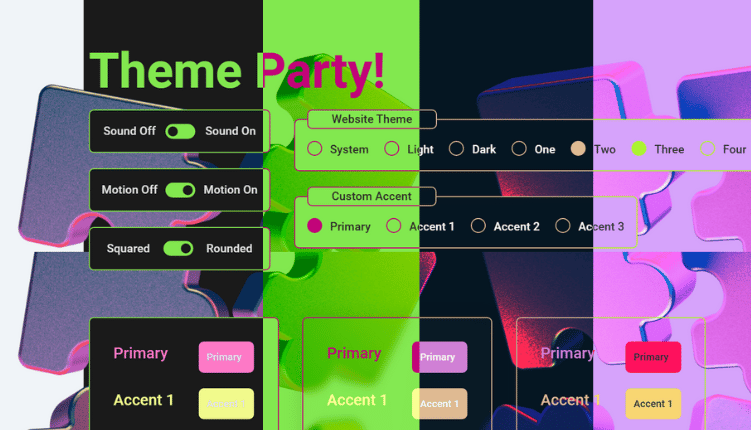 Theme Party!
Sound Off Sound On
Website Theme
System Light Dark One Two Three Four
Motion Off Motion On
Custom Accent
Primary Accent 1 Accent 2 Accent 3
Squared Rounded
Primary Primary Primary Primary Primary Primary
Accent 1 Accent 1 Accent 1 Accent 1 Accent 1 Accent 1